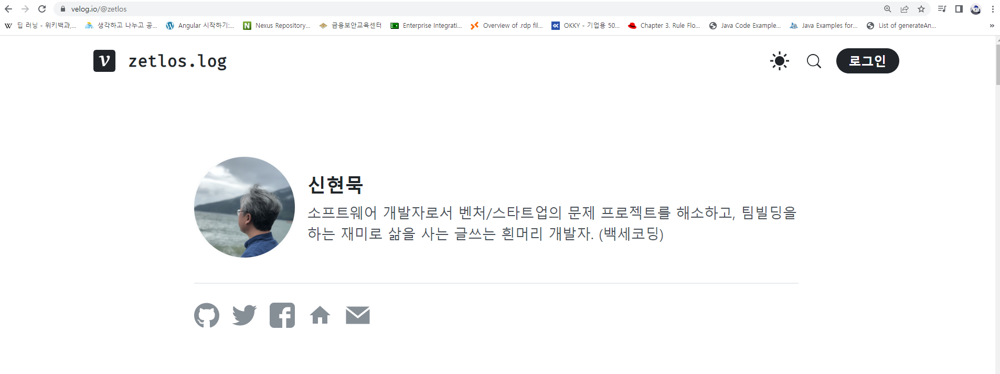 velog.io/@zetlos
W 딥 러닝 - 위키백과,... 생각하고 나누고 공... Angular 시작하기:... N Nexus Repository... 금융보안교육센터 Enterprise Integrati... Overview of .rdp fil... OKKY - 기업용 50... Chapter 3. Rule Flo... Java Code Example... Java Examples for... List of generateAn... »
v zetlos.log 로그인
신현묵
소프트웨어 개발자로서 벤처/스타트업의 문제 프로젝트를 해소하고, 팀빌딩을
하는 재미로 삶을 사는 글쓰는 흰머리 개발자. (백세코딩)